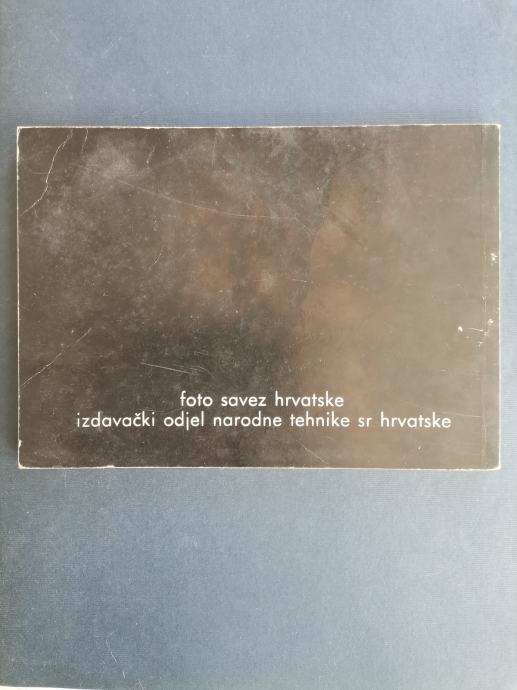 foto savez hrvatske
izdavački odjel narodne tehnike sr hrvatske